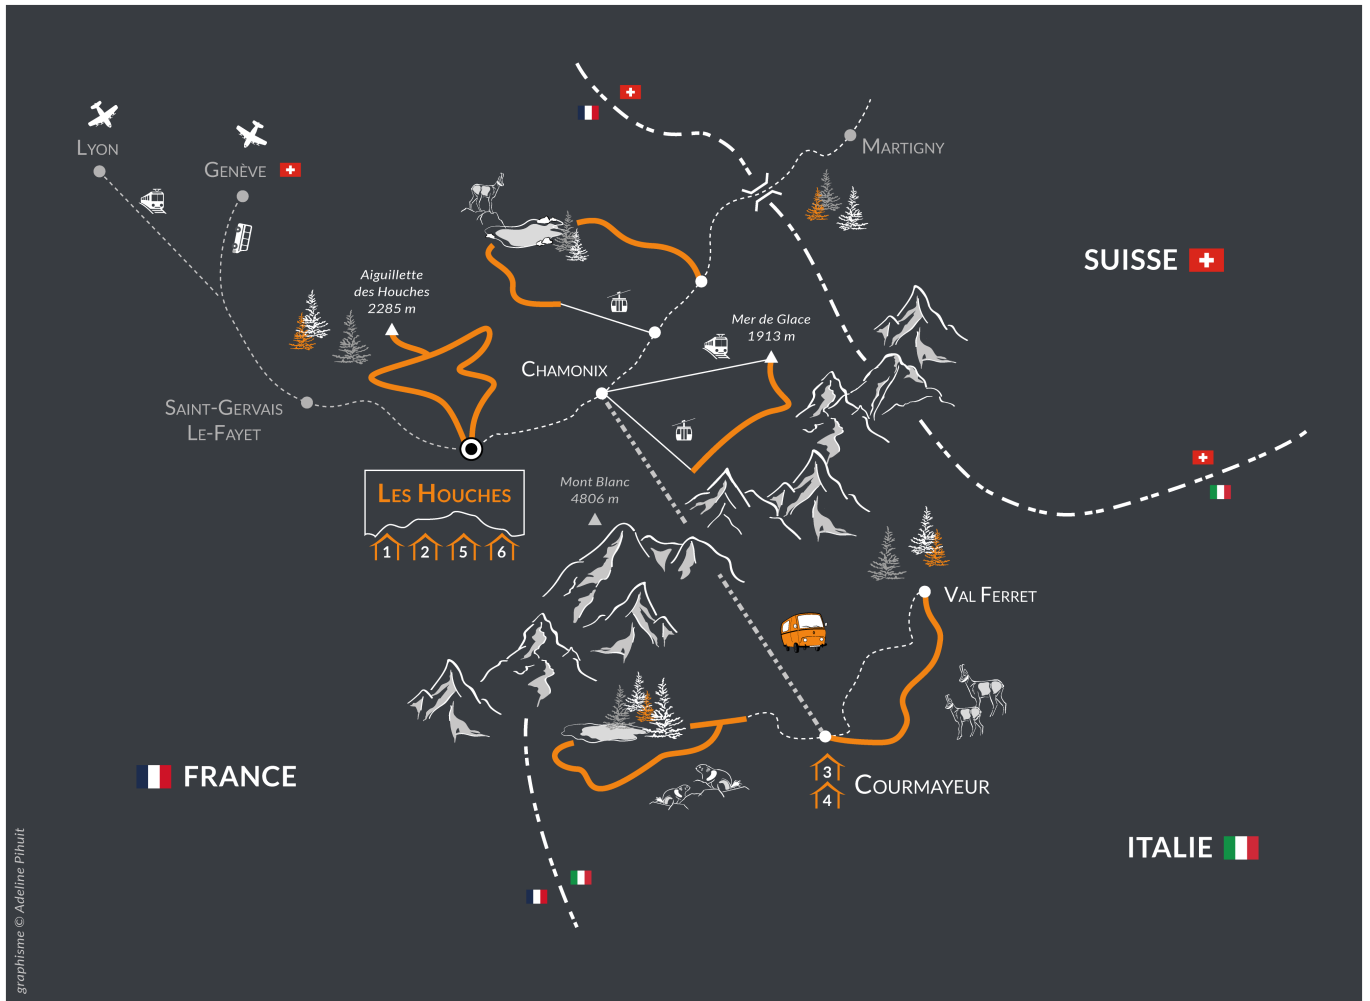 LYON
GENÈVE
MARTIGNY
SUISSE
Aiguillette
des Houches
2285 m
Mer de Glace
1913 m
CHAMONIX
SAINT-GERVAIS
LE-FAYET
LES HOUCHES
1 2 5 6
Mont Blanc
4806 m
VAL FERRET
3
4
COURMAYEUR
FRANCE
ITALIE
graphisme © Adeline Pihuit